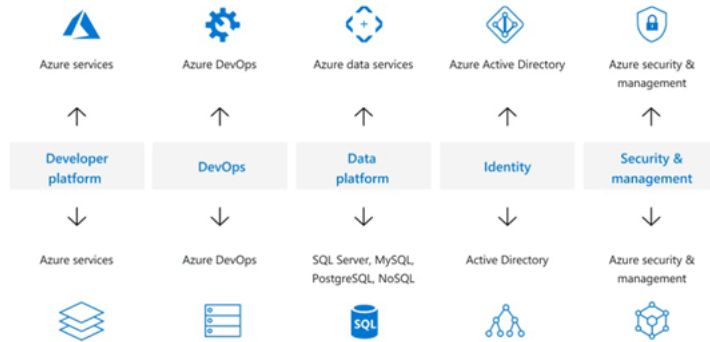 Azure services
Azure DevOps
Azure data services
Azure Active Directory
Azure security &
management
Developer
platform
DevOps
Data
platform
Identity
Security &
management
Azure services
Azure DevOps
SQL Server, MySQL,
PostgreSQL, NoSQL
Active Directory
Azure security &
management
SQL